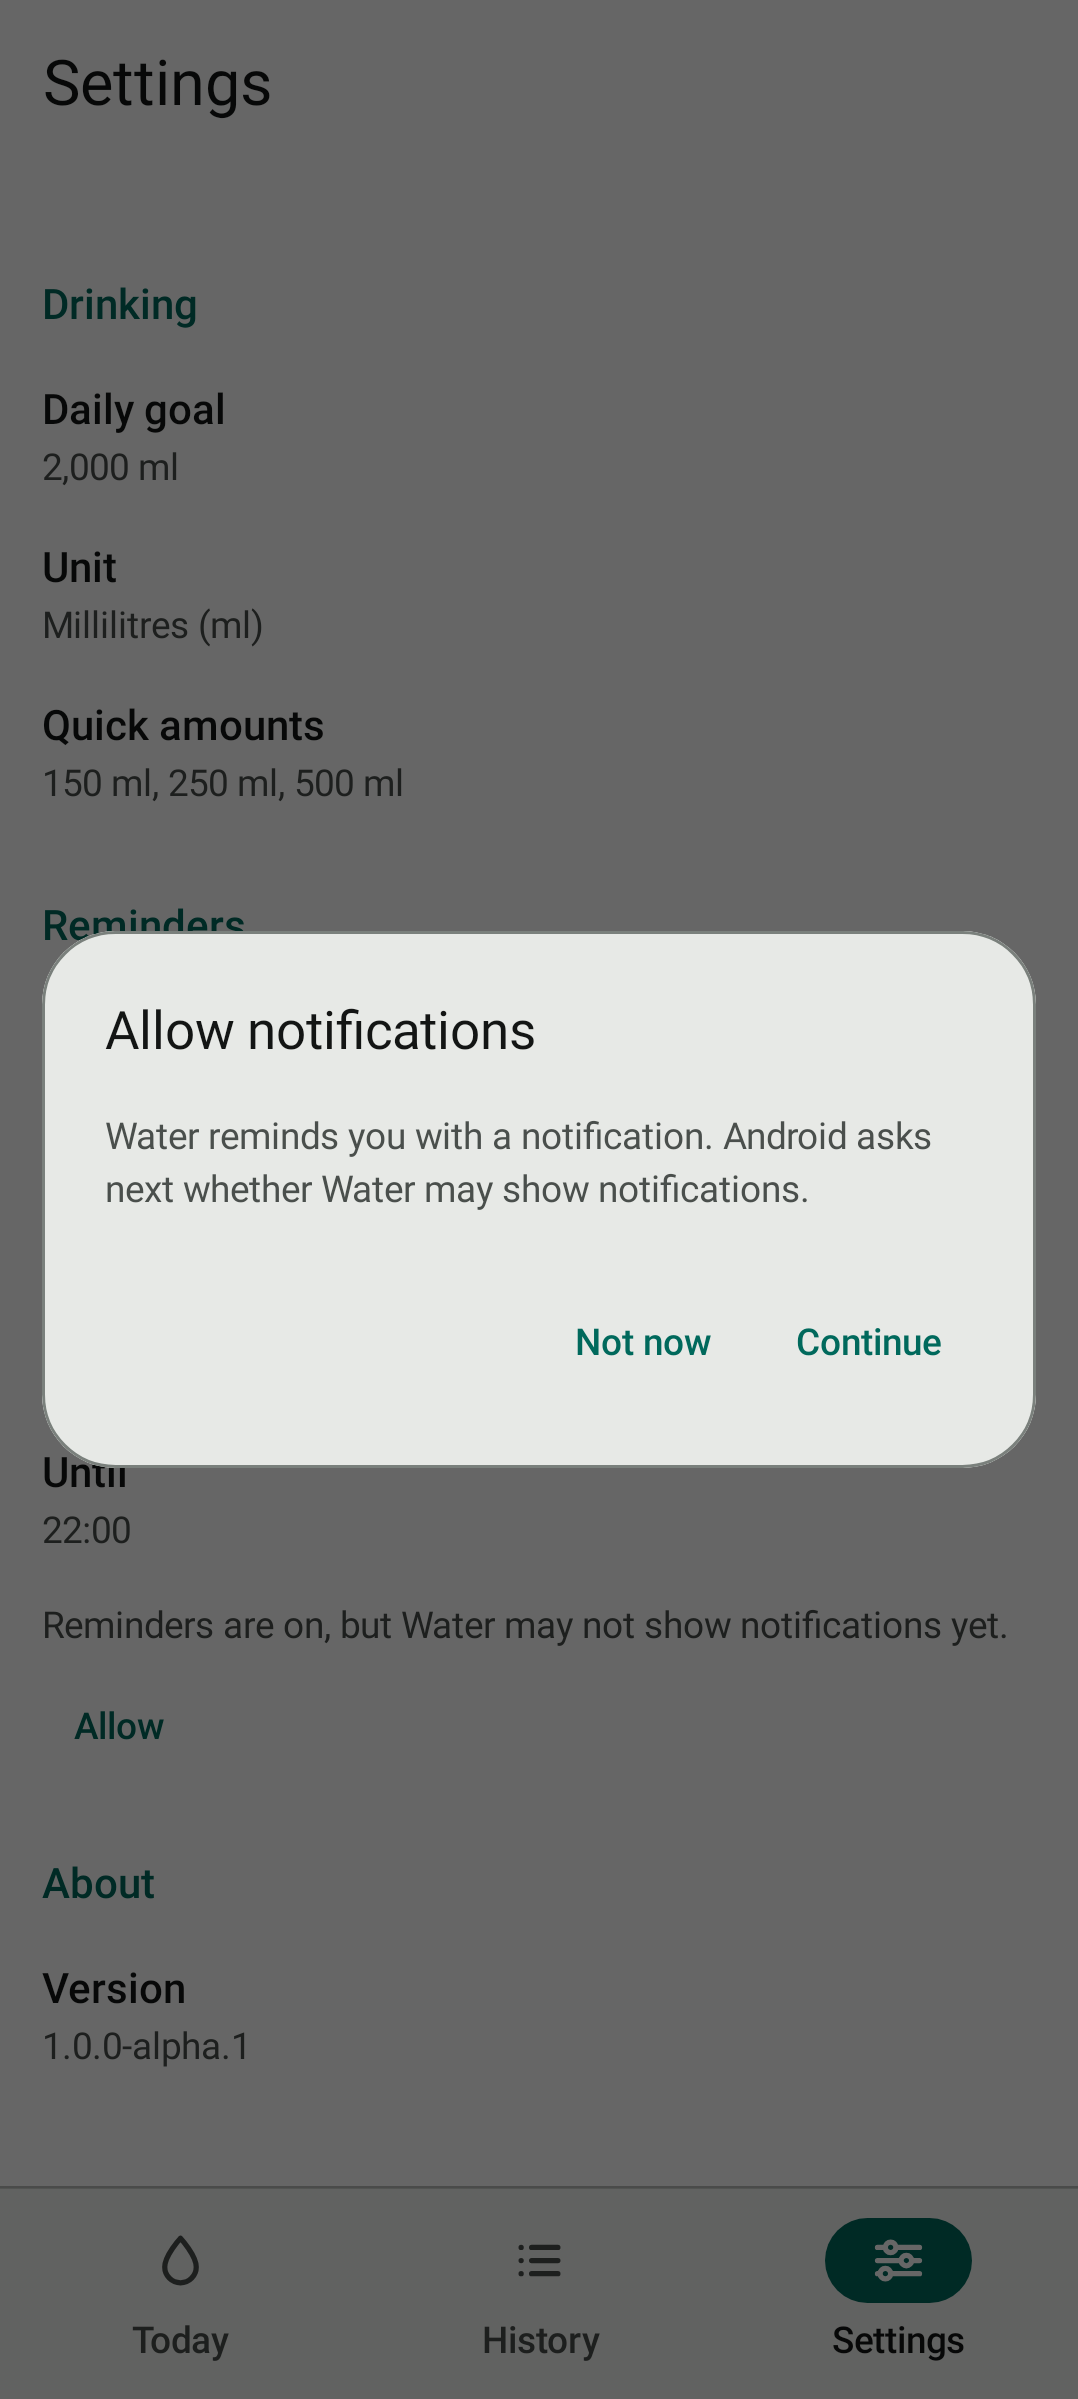 Settings
Drinking
Daily goal
2,000 ml
Unit
Millilitres (ml)
Quick amounts
150 ml, 250 ml, 500 ml
Reminders
Allow notifications
Water reminds you with a notification. Android asks
next whether Water may show notifications.
Not now
Continue
Until
22:00
Reminders are on, but Water may not show notifications yet.
Allow
About
Version
1.0.0-alpha.1
Today
History
Settings